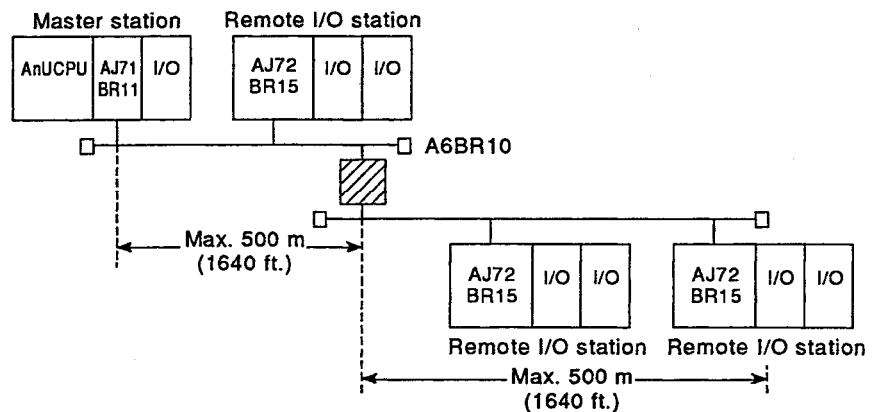 Master station
Remote I/O station
AnUCPU
AJ71
BR11
I/O
AJ72
BR15
I/O
I/O
A6BR10
Max. 500 m
(1640 ft.)
AJ72
BR15
I/O
I/O
AJ72
BR15
I/O
I/O
Remote I/O station
Remote I/O station
Max. 500 m
(1640 ft.)